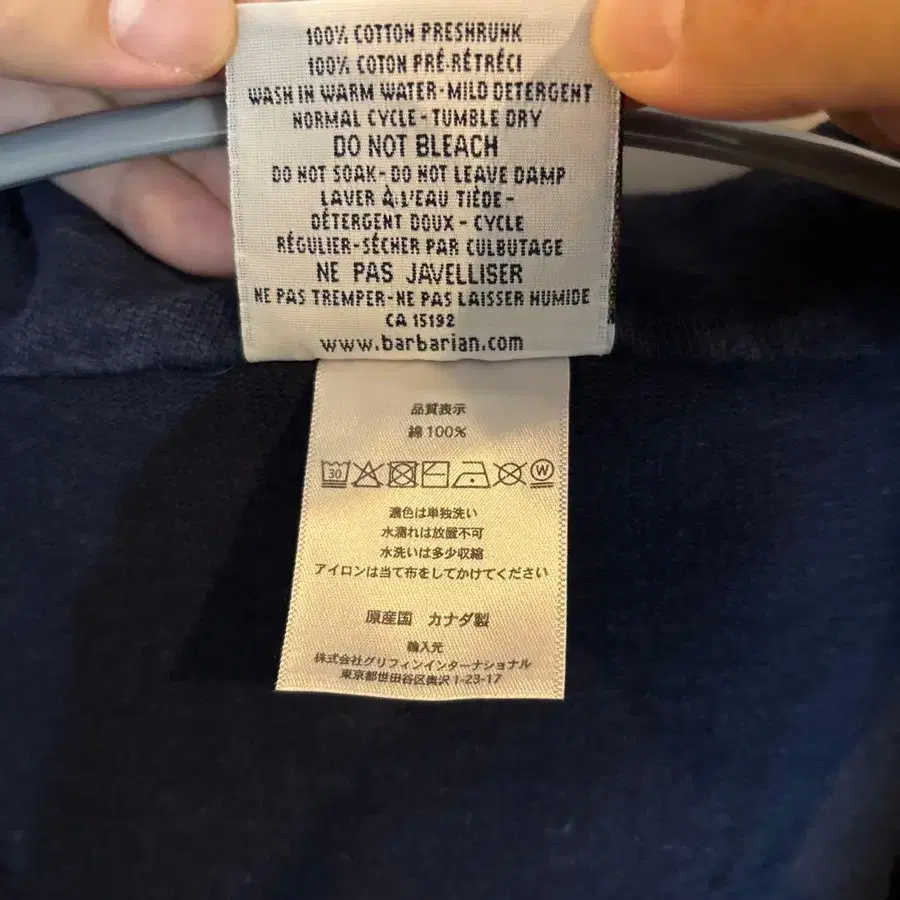 100% COTTON PRESHRUNK
100% COTON PRÉ-RÉTRÉCI
WASH IN WARM WATER-MILD DETERGENT
NORMAL CYCLE-TUMBLE DRY
DO NOT BLEACH
DO NOT SOAK-DO NOT LEAVE DAMP
LAVER À L'EAU TIÈDE-
DÉTERGENT DOUX-CYCLE
RÉGULIER-SÉCHER PAR CULBUTAGE
NE PAS JAVELLISER
NE PAS TREMPER-NE PAS LAISSER HUMIDE
CA 15192
www.barbarian.com
品質表示
綿100%
30 W
濃色は単独洗い
水濡れは放置不可
水洗いは多少収縮
アイロンは当て布をしてかけてください
原産国 カナダ製
輸入元
株式会社グリフィンインターナショナル
東京都世田谷区奥沢1-23-17